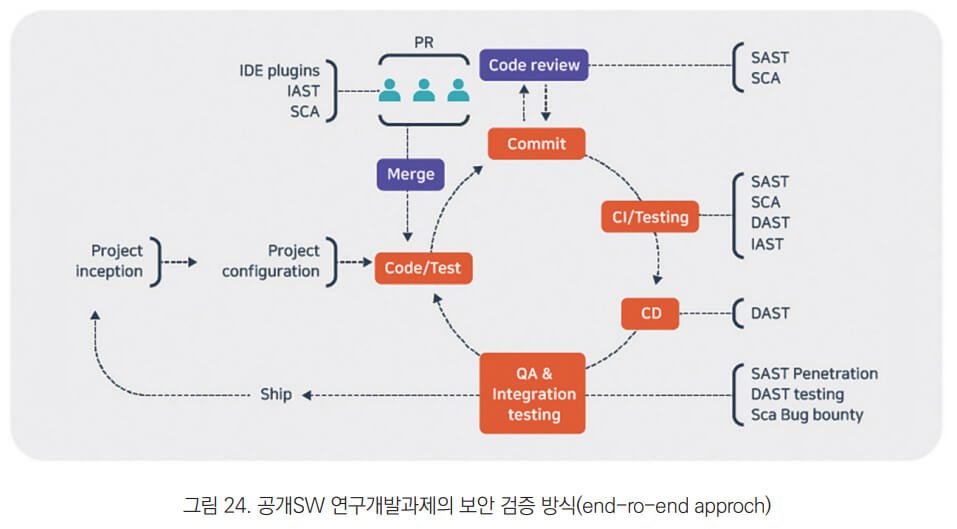 PR
IDE plugins
IAST
SCA
Code review
SAST
SCA
Commit
Merge
SAST
SCA
DAST
IAST
CI/Testing
Project
inception
Project
configuration
Code/Test
CD
DAST
QA &
Integration
testing
Ship
SAST Penetration
DAST testing
Sca Bug bounty
그림 24. 공개SW 연구개발과제의 보안 검증 방식(end-ro-end approch)